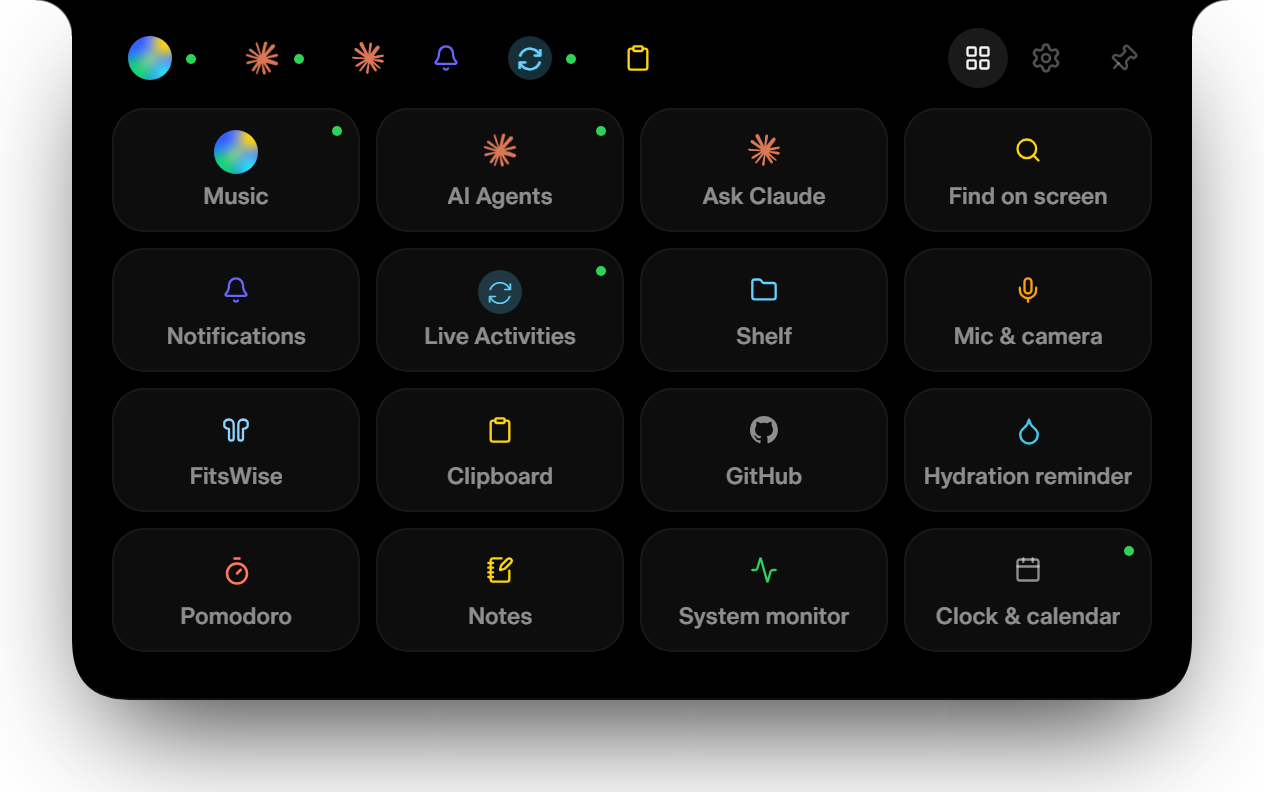 Music
AI Agents
Ask Claude
Find on screen
Notifications
Live Activities
Shelf
Mic & camera
FitsWise
Clipboard
GitHub
Hydration reminder
Pomodoro
Notes
System monitor
Clock & calendar